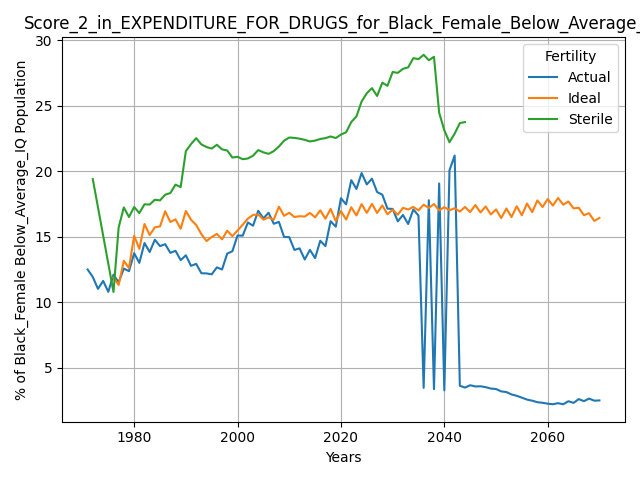 Score_2_in_EXPENDITURE_FOR_DRUGS_for_Black_Female_Below_Average_
30
25
20
15
10
5
% of Black_Female Below_Average_IQ Population
Fertility
Actual
Ideal
Sterile
1980
2000
2020
2040
2060
Years